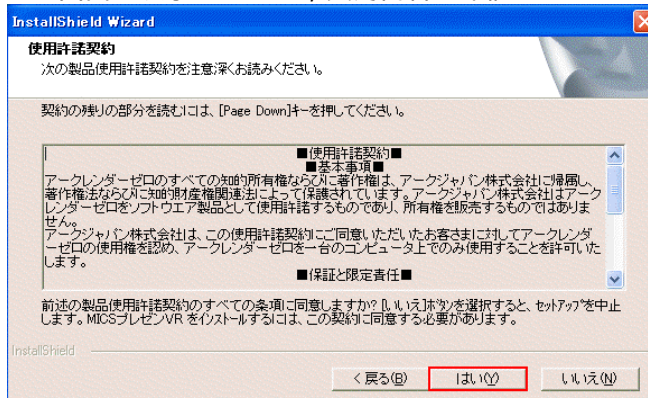 InstallShield Wizard
使用許諾契約
次の製品使用許諾契約を注意深くお読みください。
契約の残りの部分を読むには、[Page Down]キーを押してください。
■使用許諾契約■
■基本事項■
アークレンダーゼロのすべての知的所有権ならびに著作権は、アークジャパン株式会社に帰属し、
著作権法ならびに知的財産権関連法によって保護されています。アークジャパン株式会社はアーク
レンダーゼロをソフトウエア製品として使用許諾するものであり、所有権を販売するものではありま
せん。
アークジャパン株式会社は、この使用許諾契約にご同意いただいたお客さまに対してアークレンダ
ーゼロの使用権を認め、アークレンダーゼロを一台のコンピュータ上でのみ使用することを許可いた
します。
■保証と限定責任■
前述の製品使用許諾契約のすべての条項に同意しますか? [いいえ]ボタンを選択すると、セットアップを中止
します。MICSプレゼンVR をインストールするには、この契約に同意する必要があります。
InstallShield
< 戻る(B)
はい(Y)
いいえ(N)